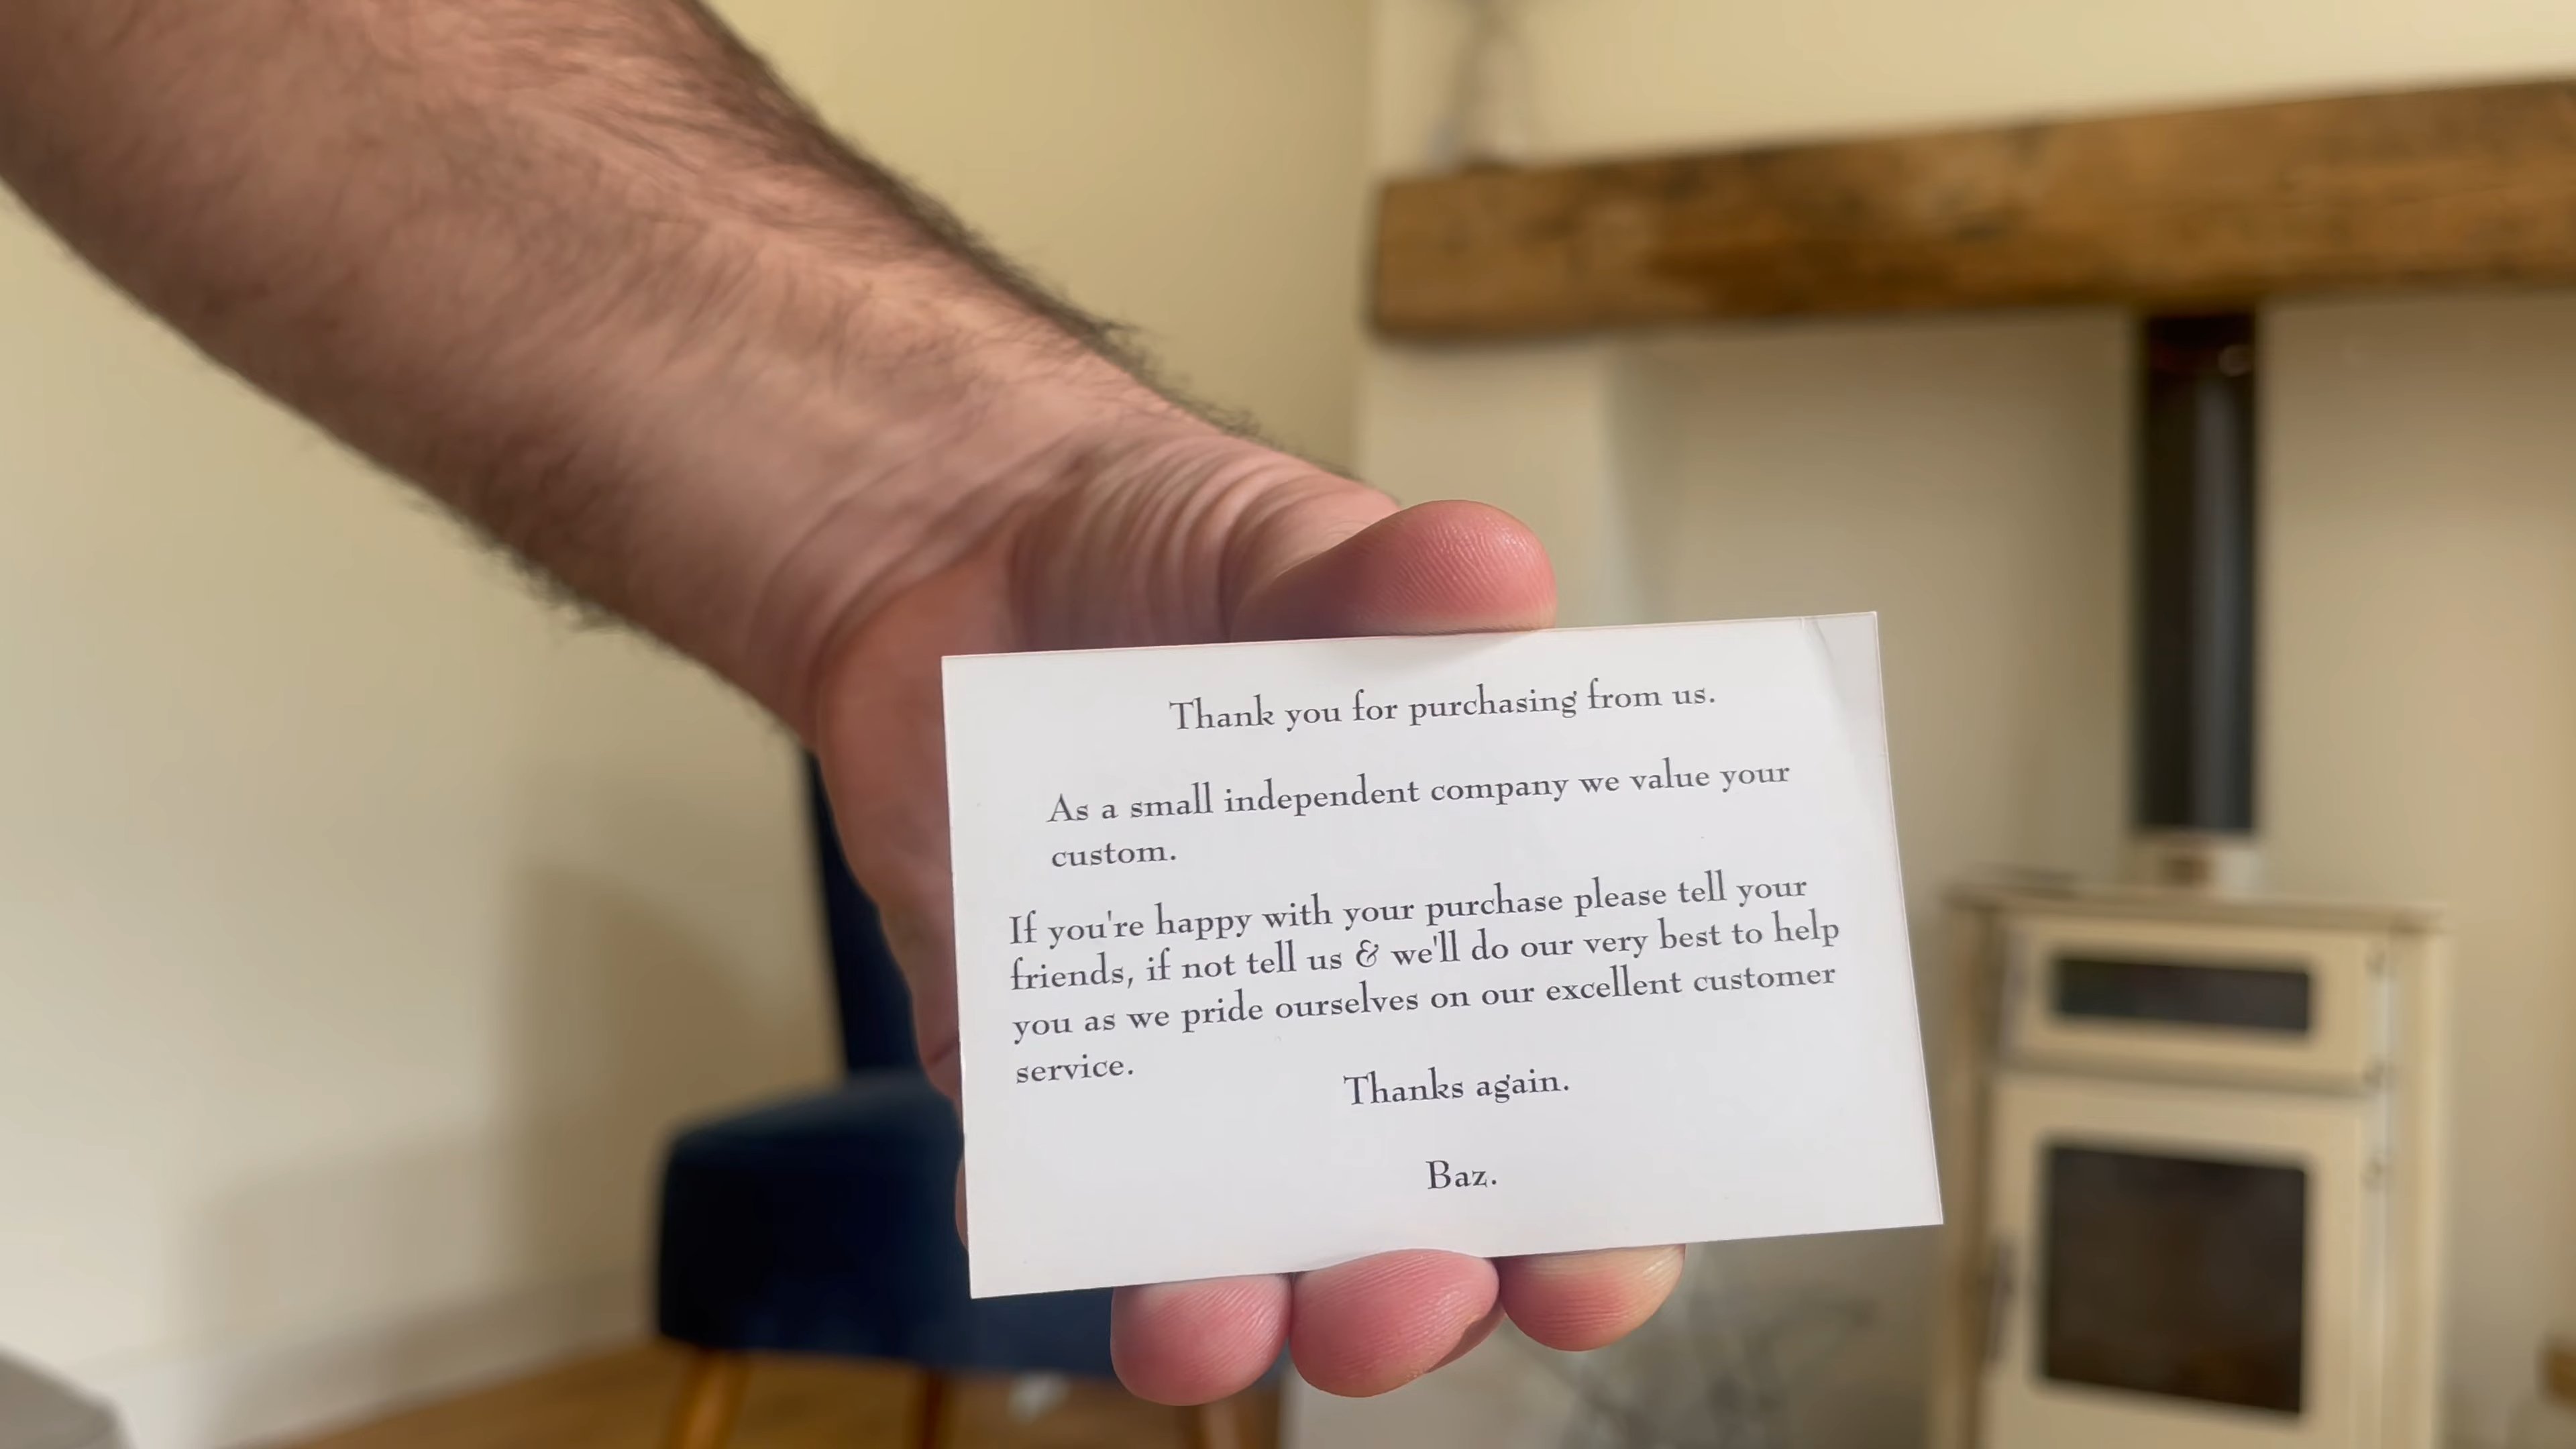 Thank you for purchasing from us.
As a small independent company we value your
custom.
If you're happy with your purchase please tell your
friends, if not tell us & we'll do our very best to help
you as we pride ourselves on our excellent customer
service.
Thanks again.
Baz.